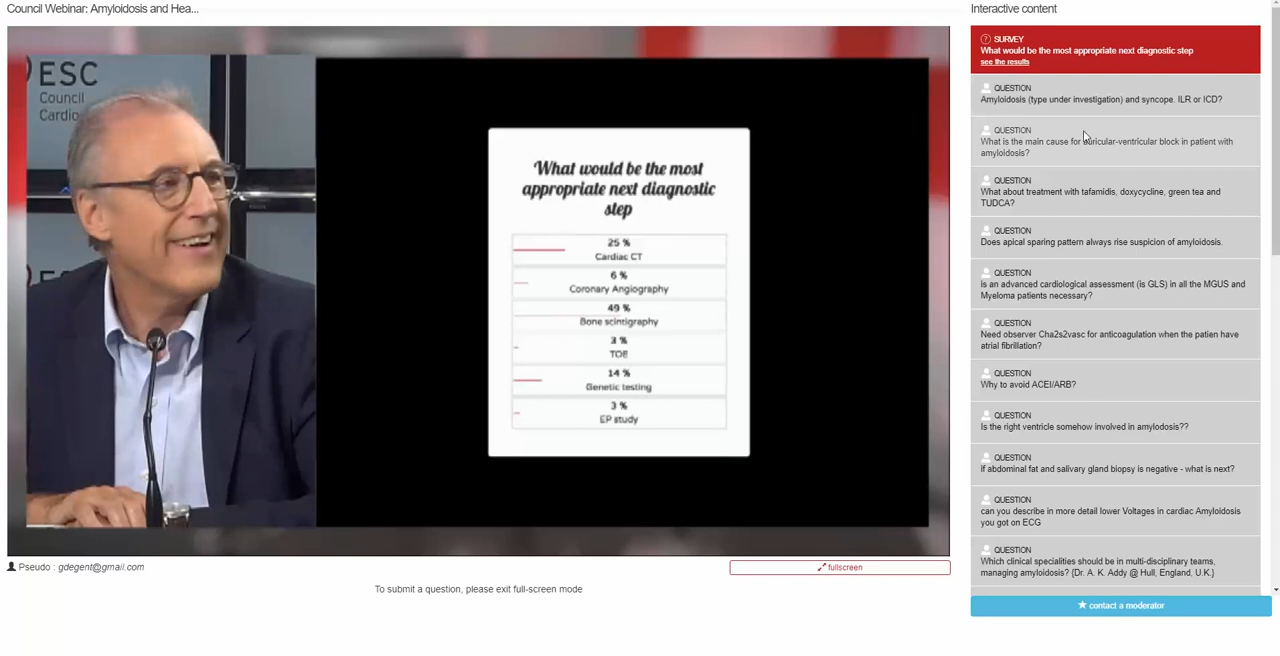 Council Webinar: Amyloidosis and Hea...
ESC
Council
Cardio
What would be the most
appropriate next diagnostic
step
25 %
Cardiac CT
6 %
Coronary Angiography
49 %
Bone scintigraphy
3 %
TOE
14 %
Genetic testing
3 %
EP study
Pseudo : gdegent@gmail.com
fullscreen
To submit a question, please exit full-screen mode
Interactive content
SURVEY
What would be the most appropriate next diagnostic step
see the results
QUESTION
Amyloidosis (type under investigation) and syncope. ILR or ICD?
QUESTION
What is the main cause for auricular-ventricular block in patient with
amyloidosis?
QUESTION
What about treatment with tafamidis, doxycycline, green tea and
TUDCA?
QUESTION
Does apical sparing pattern always rise suspicion of amyloidosis.
QUESTION
is an advanced cardiological assessment (is GLS) in all the MGUS and
Myeloma patients necessary?
QUESTION
Need observer Cha2s2vasc for anticoagulation when the patien have
atrial fibrillation?
QUESTION
Why to avoid ACEI/ARB?
QUESTION
Is the right ventricle somehow involved in amylodosis??
QUESTION
if abdominal fat and salivary gland biopsy is negative - what is next?
QUESTION
can you describe in more detail lower Voltages in cardiac Amyloidosis
you got on ECG
QUESTION
Which clinical specialities should be in multi-disciplinary teams,
managing amyloidosis? {Dr. A. K. Addy @ Hull, England, U.K.}
contact a moderator